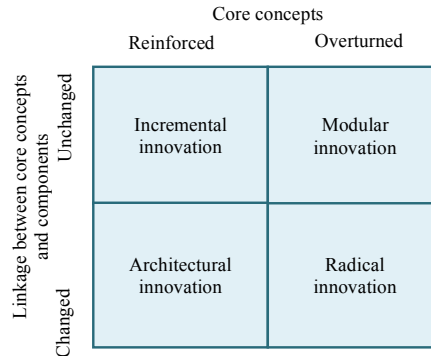 Core concepts
Reinforced
Overturned
Linkage between core concepts
and components
Unchanged
Changed
Incremental
innovation
Modular
innovation
Architectural
innovation
Radical
innovation